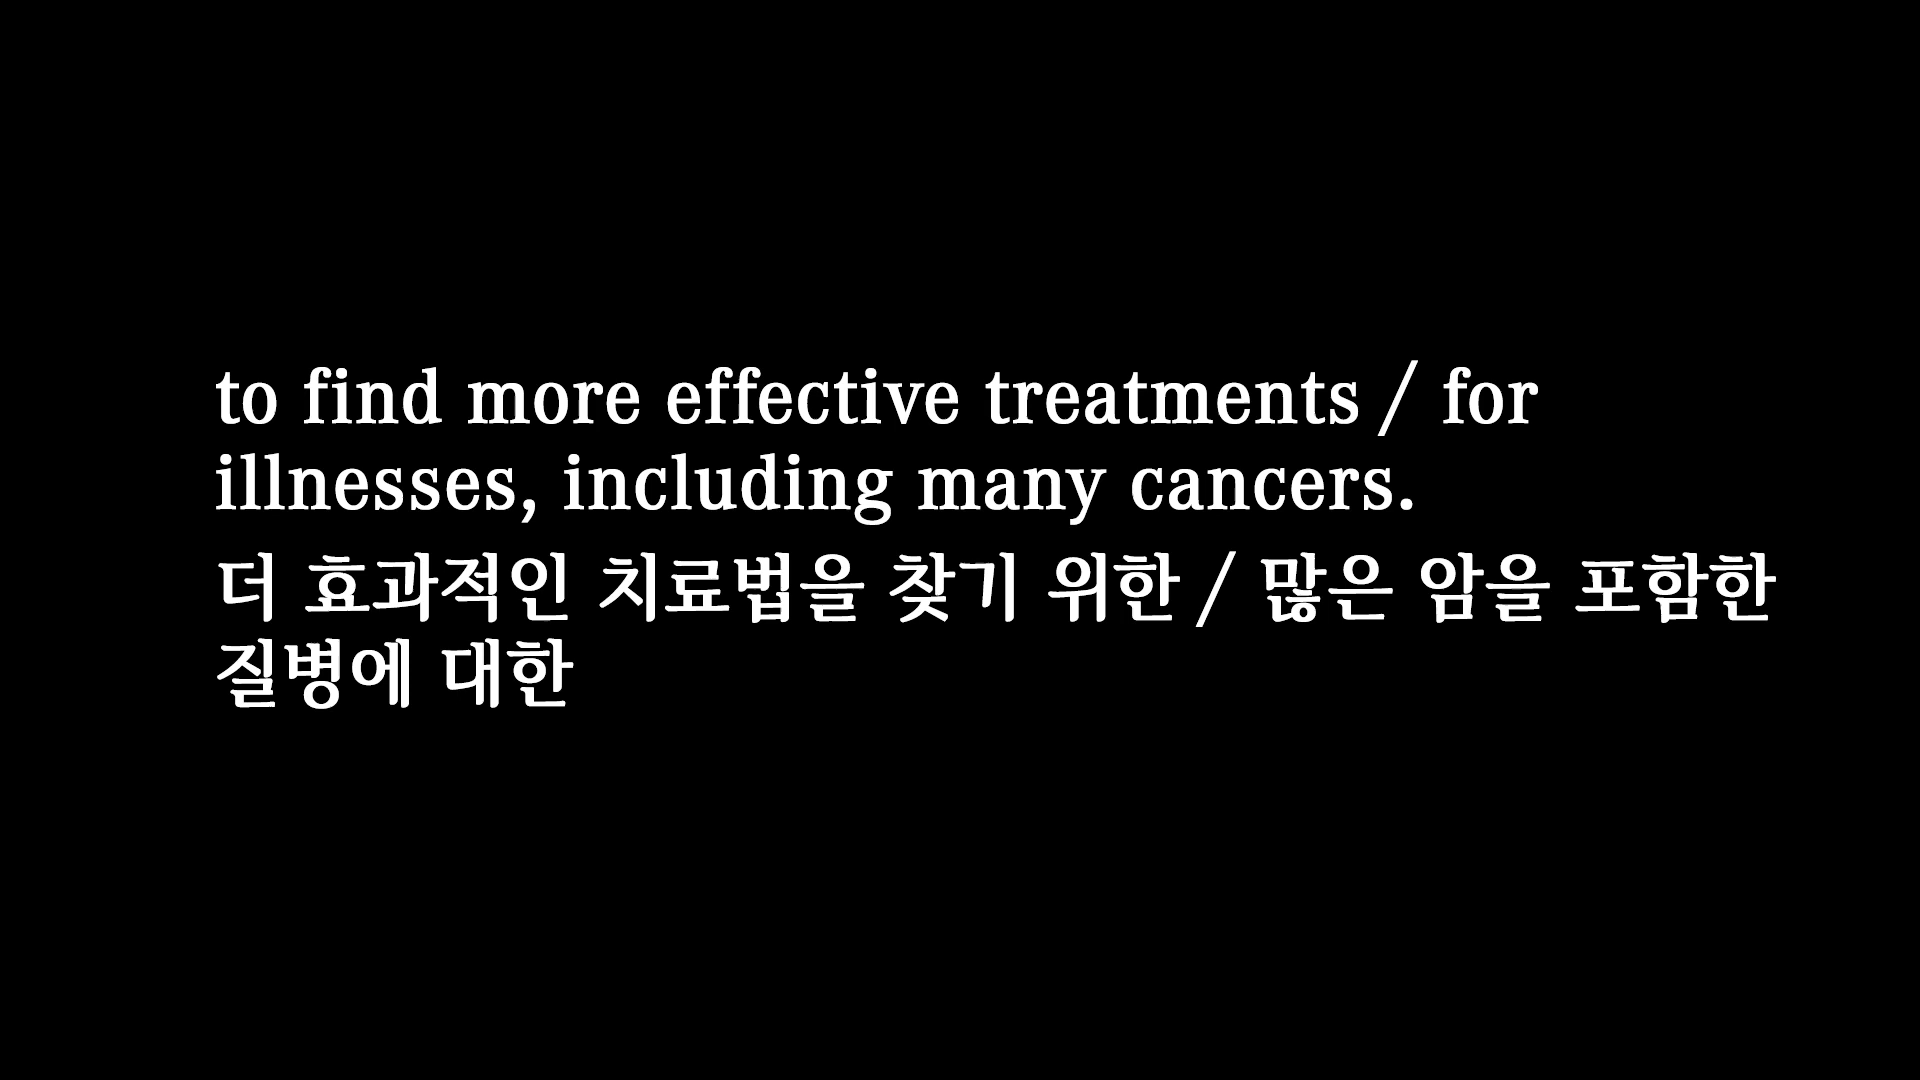 to find more effective treatments / for
illnesses, including many cancers.
더 효과적인 치료법을 찾기 위한 / 많은 암을 포함한
질병에 대한